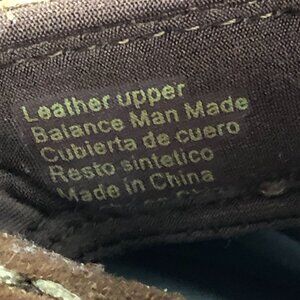 Leather upper
Balance Man Made
Cubierta de cuero
Resto sintetico
Made in China